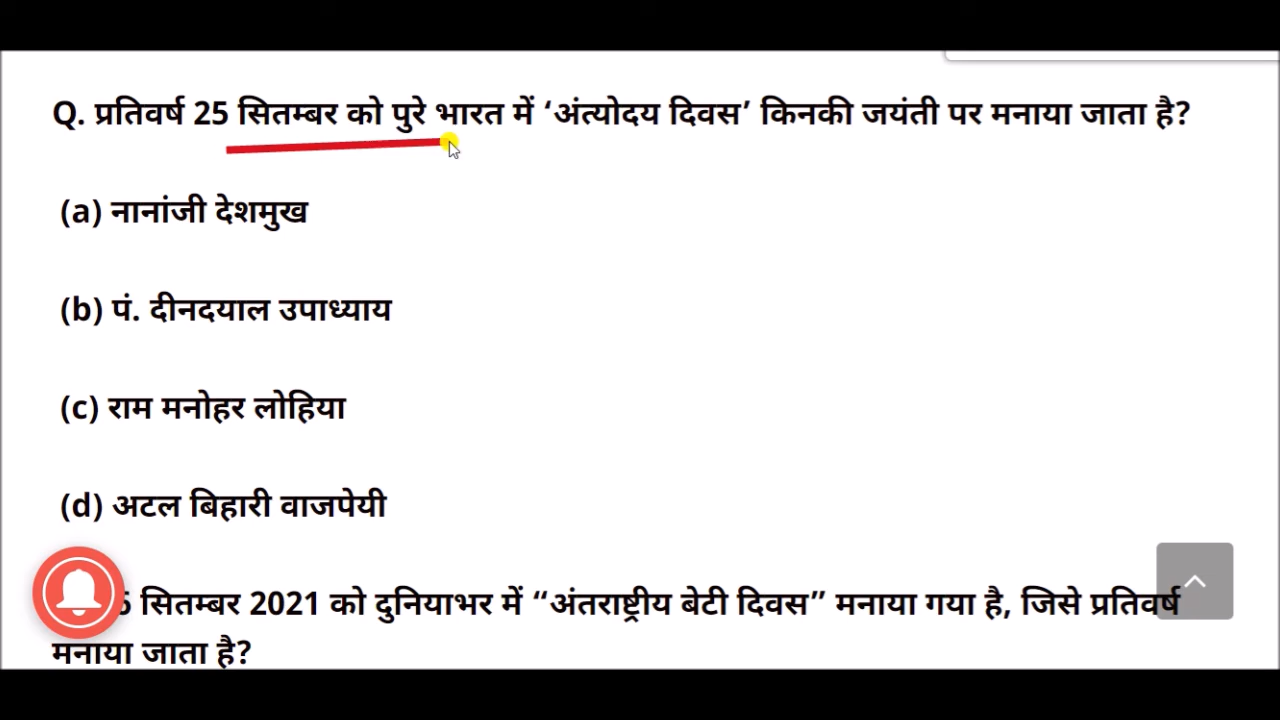 Q. प्रतिवर्ष 25 सितम्बर को पुरे भारत में ‘अंत्योदय दिवस’ किनकी जयंती पर मनाया जाता है?
(a) नानांजी देशमुख
(b) पं. दीनदयाल उपाध्याय
(c) राम मनोहर लोहिया
(d) अटल बिहारी वाजपेयी
सितम्बर 2021 को दुनियाभर में “अंतराष्ट्रीय बेटी दिवस” मनाया गया है, जिसे प्रतिवर्ष
मनाया जाता है?